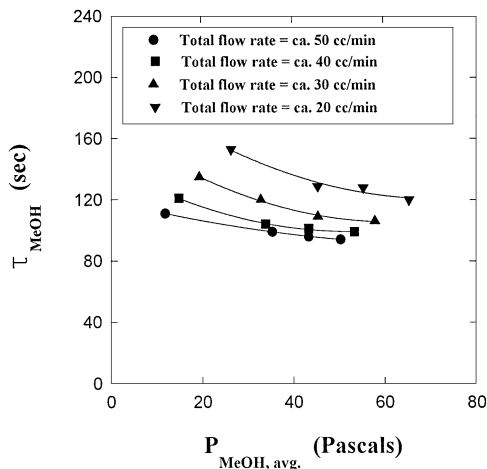 240
200
160
120
80
40
0
τ MeOH (sec)
Total flow rate = ca. 50 cc/min
Total flow rate = ca. 40 cc/min
Total flow rate = ca. 30 cc/min
Total flow rate = ca. 20 cc/min
0 20 40 60 80
P MeOH, avg. (Pascals)